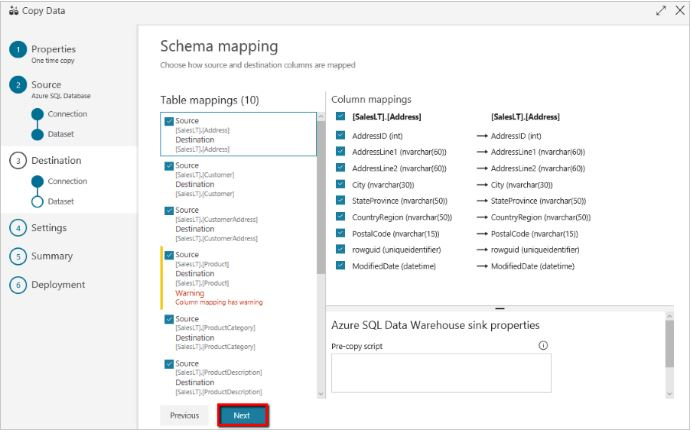 Copy Data
1 Properties
One time copy
2 Source
Azure SQL Database
Connection
Dataset
3 Destination
Connection
Dataset
4 Settings
5 Summary
6 Deployment
Schema mapping
Choose how source and destination columns are mapped
Table mappings (10)
Source
[SalesLT].[Address]
Destination
[SalesLT].[Address]
Source
[SalesLT].[Customer]
Destination
[SalesLT].[Customer]
Source
[SalesLT].[CustomerAddress]
Destination
[SalesLT].[CustomerAddress]
Source
[SalesLT].[Product]
Destination
[SalesLT].[Product]
Warning
Column mapping has warning
Source
[SalesLT].[ProductCategory]
Destination
[SalesLT].[ProductCategory]
Source
[SalesLT].[ProductDescription]
Destination
[SalesLT].[ProductDescription]
Column mappings
[SalesLT].[Address] [SalesLT].[Address]
AddressID (int) → AddressID (int)
AddressLine1 (nvarchar(60)) → AddressLine1 (nvarchar(60))
AddressLine2 (nvarchar(60)) → AddressLine2 (nvarchar(60))
City (nvarchar(30)) → City (nvarchar(30))
StateProvince (nvarchar(50)) → StateProvince (nvarchar(50))
CountryRegion (nvarchar(50)) → CountryRegion (nvarchar(50))
PostalCode (nvarchar(15)) → PostalCode (nvarchar(15))
rowguid (uniqueidentifier) → rowguid (uniqueidentifier)
ModifiedDate (datetime) → ModifiedDate (datetime)
Azure SQL Data Warehouse sink properties
Pre-copy script
Previous
Next